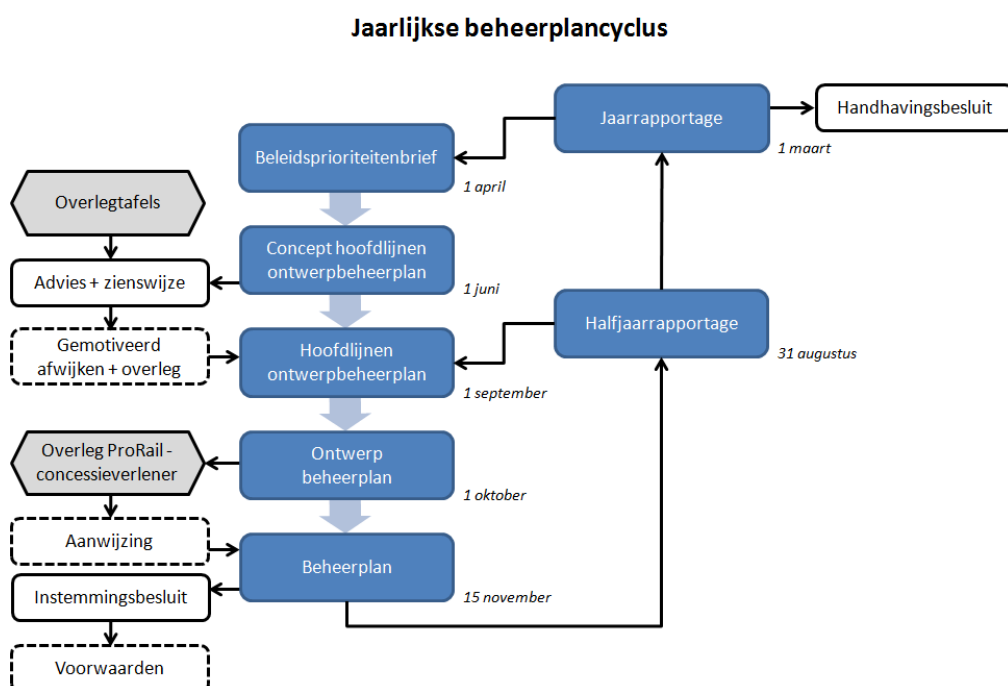 Jaarlijkse beheerplancyclus
Jaarrapportage
1 maart
Handhavingsbesluit
Beleidsprioriteitenbrief
1 april
Overlegtafels
Concept hoofdlijnen
ontwerpbeheerplan
1 juni
Advies + zienswijze
Halfjaarrapportage
31 augustus
Gemotiveerd
afwijken + overleg
Hoofdlijnen
ontwerpbeheerplan
1 september
Overleg ProRail -
concessieverlener
Ontwerp
beheerplan
1 oktober
Aanwijzing
Beheerplan
15 november
Instemmingsbesluit
Voorwaarden